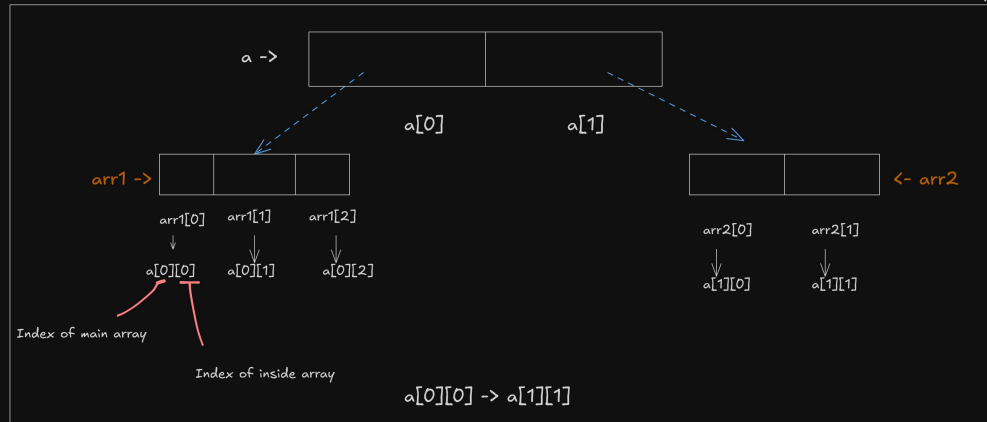 a ->
a[0] a[1]
arr1 -> <- arr2
arr1[0] arr1[1] arr1[2] arr2[0] arr2[1]
a[0][0] a[0][1] a[0][2] a[1][0] a[1][1]
Index of main array
Index of inside array
a[0][0] -> a[1][1]